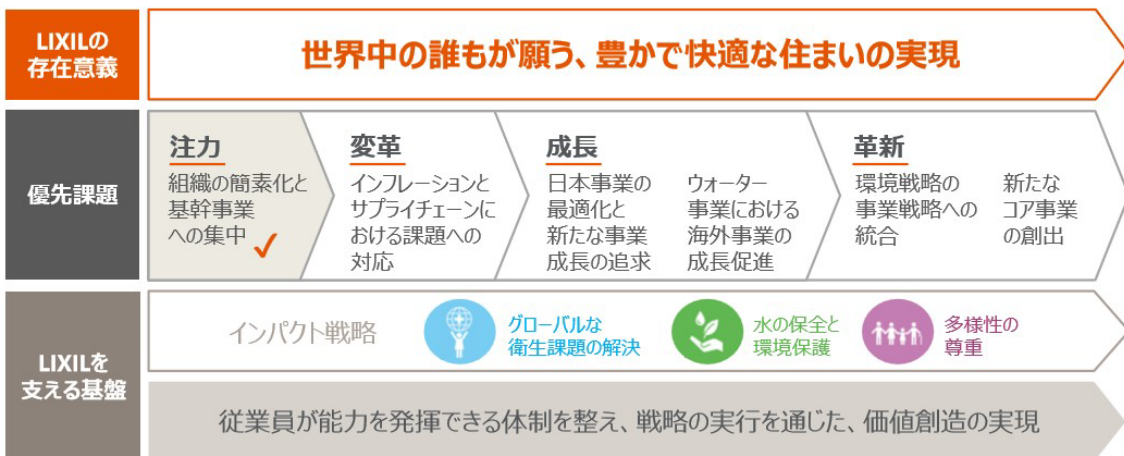 LIXILの
存在意義
世界中の誰もが願う、豊かで快適な住まいの実現
優先課題
注力
組織の簡素化と
基幹事業
への集中
変革
インフレーションと
サプライチェーンに
おける課題への
対応
成長
日本事業の
最適化と
新たな事業
成長の追求
ウォーター
事業における
海外事業の
成長促進
革新
環境戦略の
事業戦略への
統合
新たな
コア事業
の創出
LIXILを
支える基盤
インパクト戦略
グローバルな
衛生課題の解決
水の保全と
環境保護
多様性の
尊重
従業員が能力を発揮できる体制を整え、戦略の実行を通じた、価値創造の実現